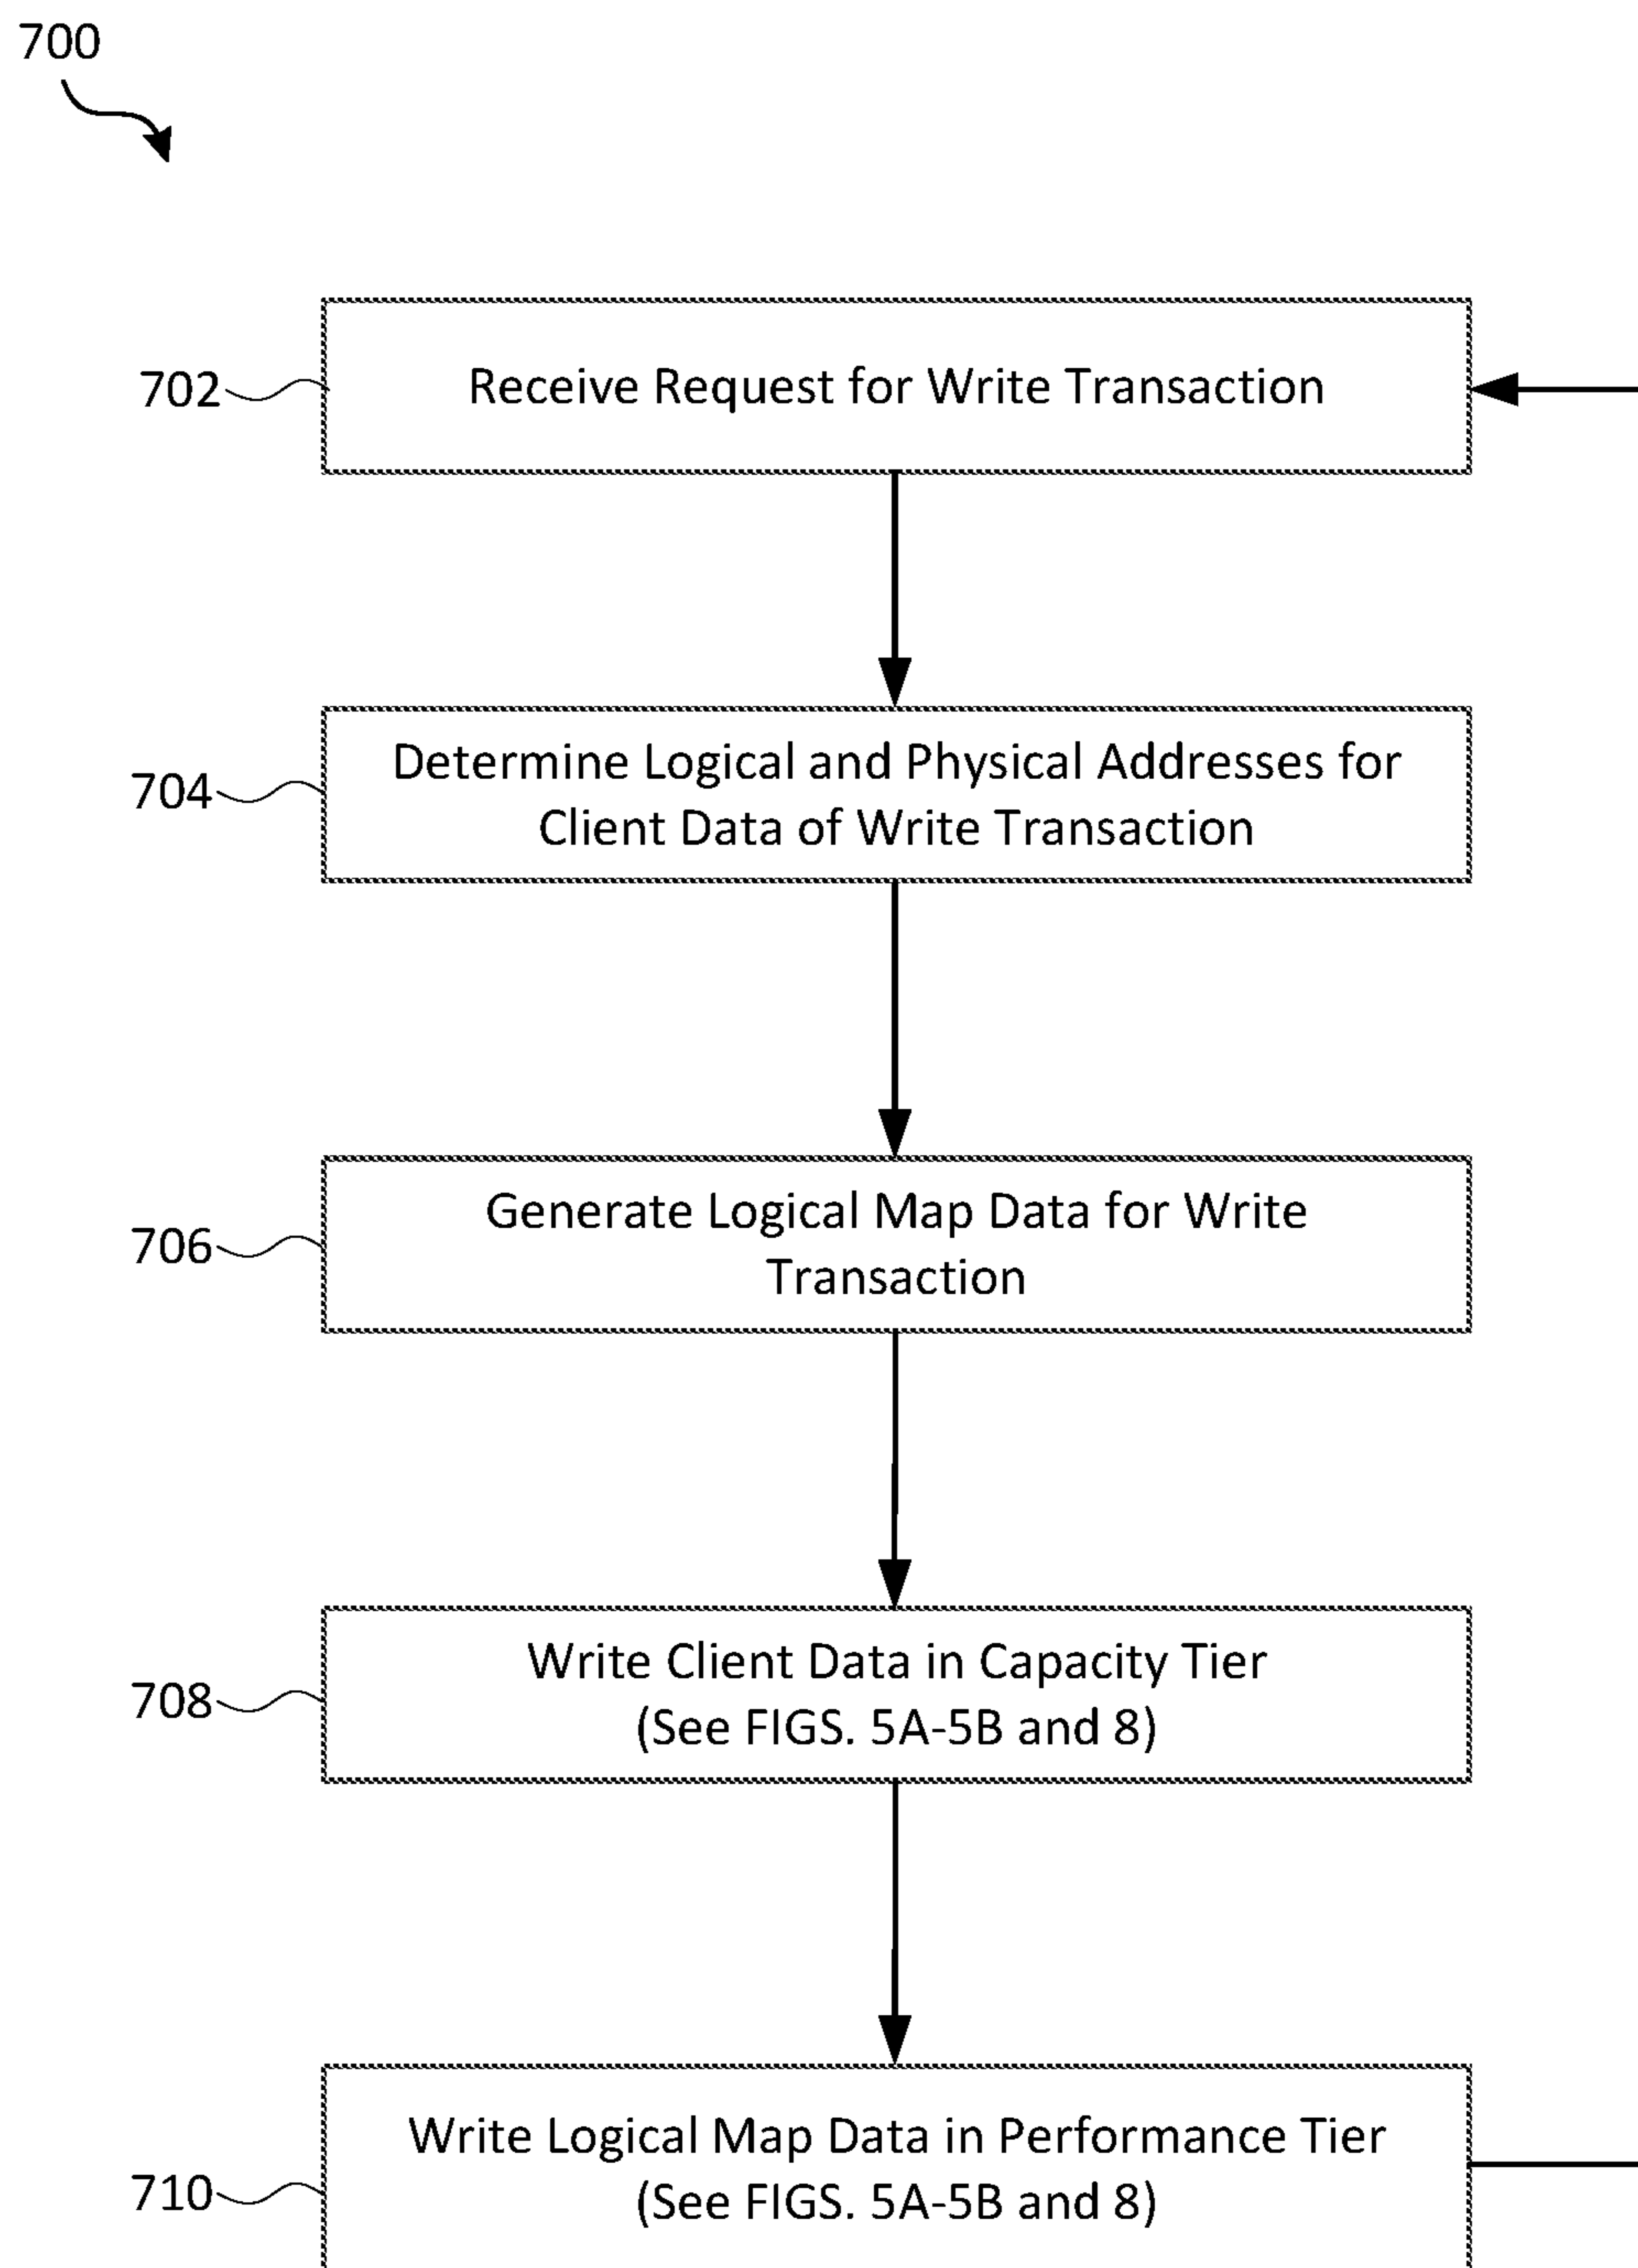 700
702
Receive Request for Write Transaction
704
Determine Logical and Physical Addresses for
Client Data of Write Transaction
706
Generate Logical Map Data for Write
Transaction
708
Write Client Data in Capacity Tier
(See FIGS. 5A-5B and 8)
710
Write Logical Map Data in Performance Tier
(See FIGS. 5A-5B and 8)